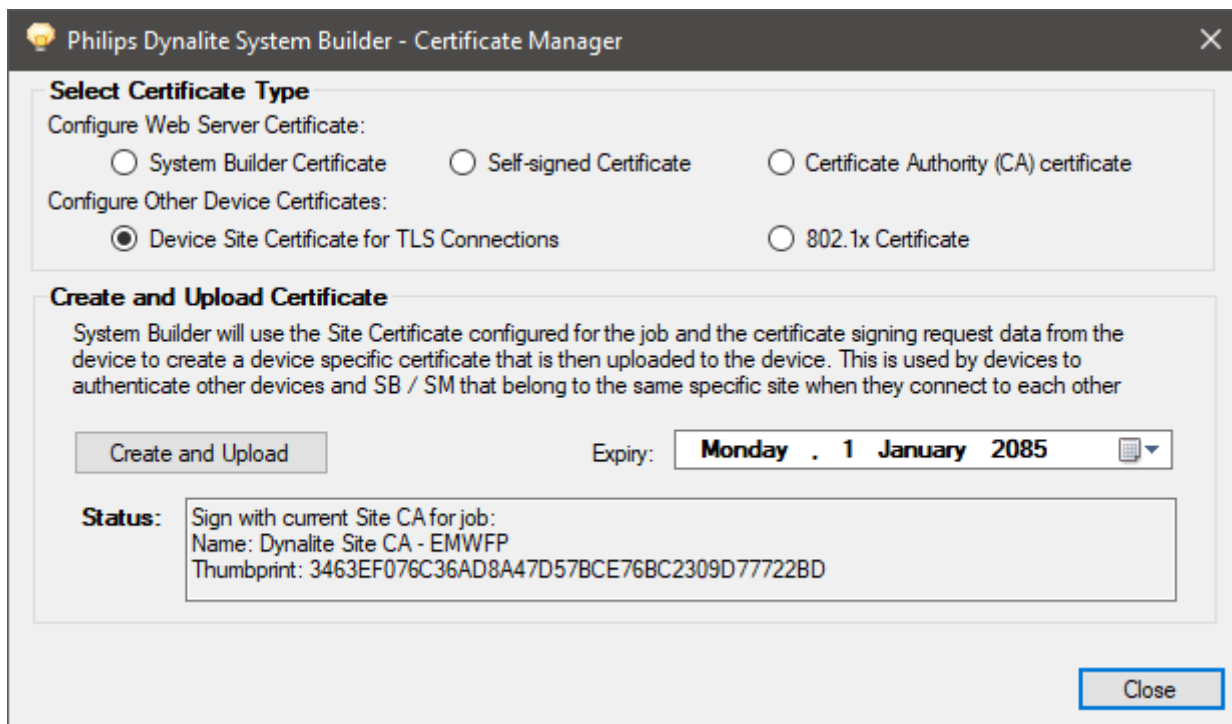 Philips Dynalite System Builder - Certificate Manager
Select Certificate Type
Configure Web Server Certificate:
System Builder Certificate Self-signed Certificate Certificate Authority (CA) certificate
Configure Other Device Certificates:
Device Site Certificate for TLS Connections 802.1x Certificate
Create and Upload Certificate
System Builder will use the Site Certificate configured for the job and the certificate signing request data from the
device to create a device specific certificate that is then uploaded to the device. This is used by devices to
authenticate other devices and SB / SM that belong to the same specific site when they connect to each other
Create and Upload Expiry: Monday , 1 January 2085
Status: Sign with current Site CA for job:
Name: Dynalite Site CA - EMWFP
Thumbprint: 3463EF076C36AD8A47D57BCE76BC2309D77722BD
Close